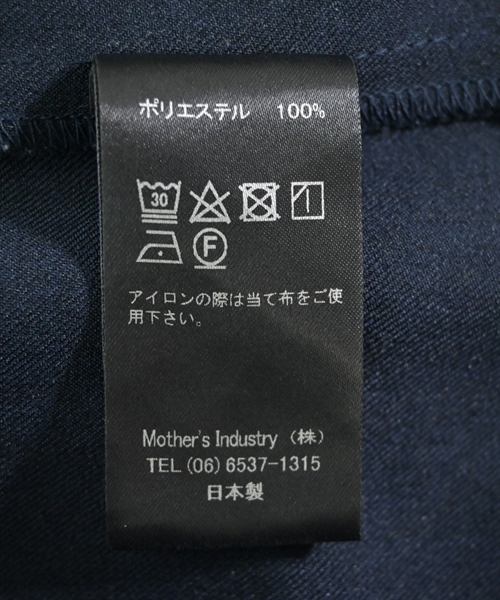 ポリエステル 100%
30
F
アイロンの際は当て布をご使
用下さい。
Mother's Industry (株)
TEL(06)6537-1315
日本製